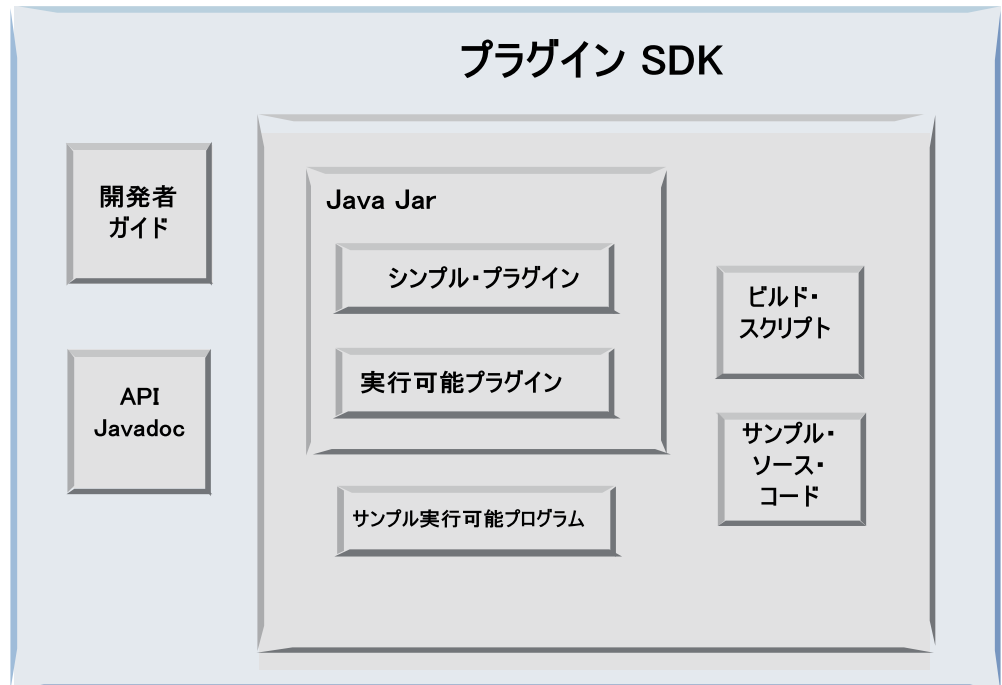 プラグイン SDK
開発者
ガイド
API
Javadoc
Java Jar
シンプル・プラグイン
実行可能プラグイン
サンプル実行可能プログラム
ビルド・
スクリプト
サンプル・
ソース・
コード